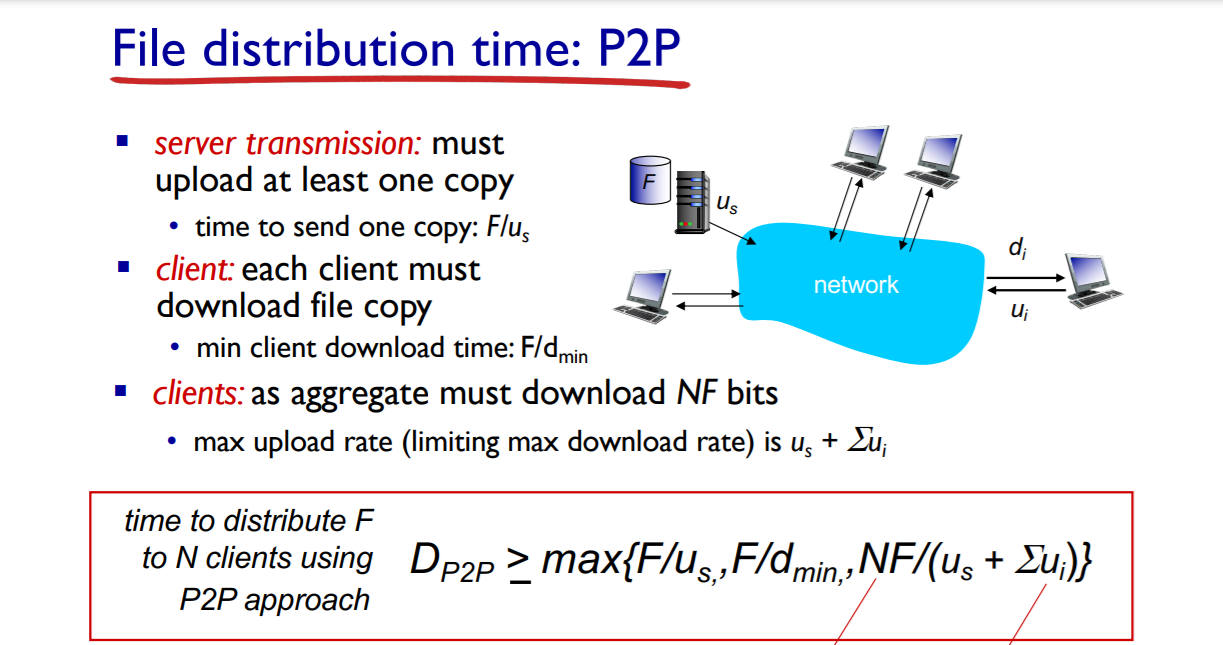 File distribution time: P2P
▪ server transmission: must
upload at least one copy
• time to send one copy: F/uₛ
▪ client: each client must
download file copy
• min client download time: F/dmin
▪ clients: as aggregate must download NF bits
• max upload rate (limiting max download rate) is uₛ + Σuᵢ
F
uₛ
network
dᵢ
uᵢ
time to distribute F
to N clients using
P2P approach
D_P2P ≥ max{F/uₛ,,F/dmin,,NF/(uₛ + Σuᵢ)}